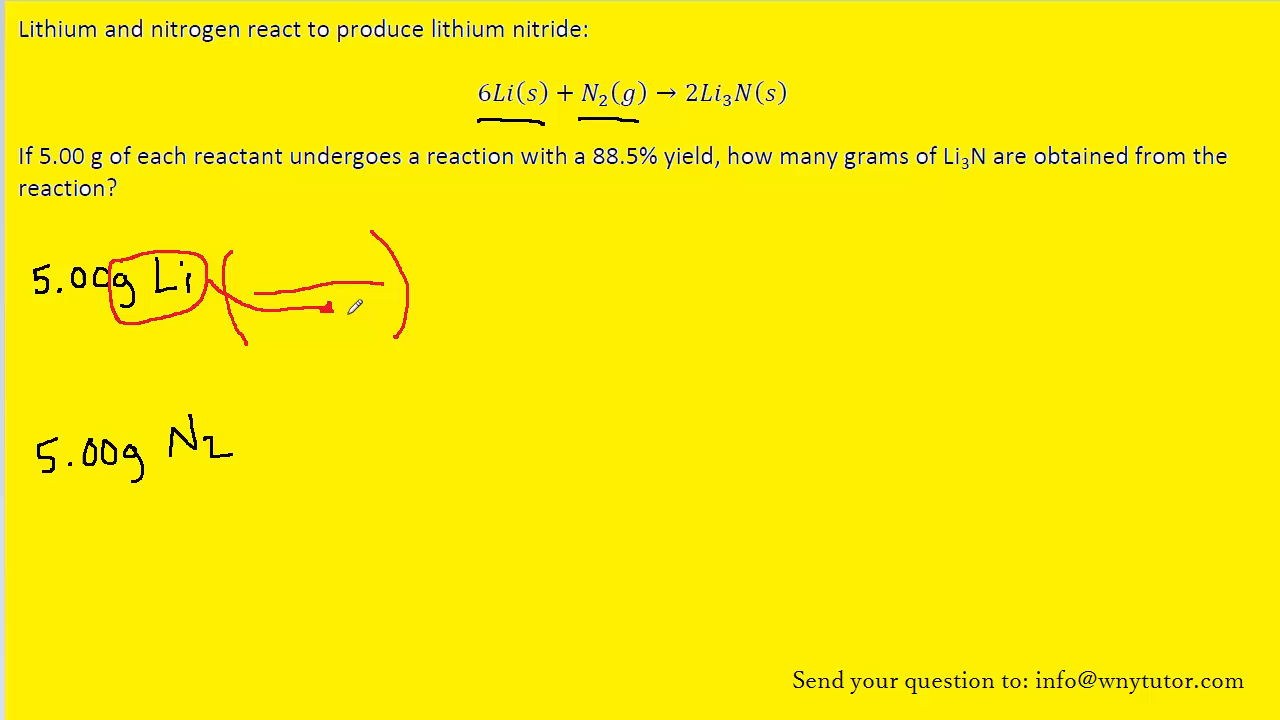 Lithium and nitrogen react to produce lithium nitride:
6Li(s) + N₂(g) → 2Li₃N(s)
If 5.00 g of each reactant undergoes a reaction with a 88.5% yield, how many grams of Li₃N are obtained from the
reaction?
5.00g Li
5.00g N₂
Send your question to: info@wnytutor.com